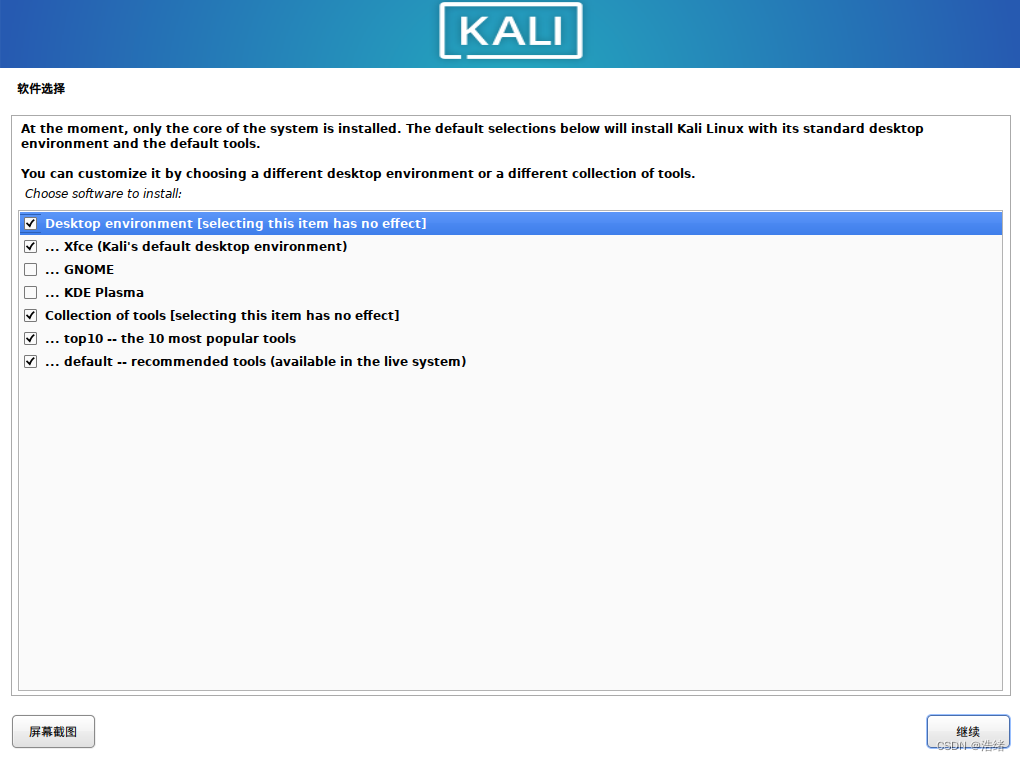 KALI
软件选择
At the moment, only the core of the system is installed. The default selections below will install Kali Linux with its standard desktop
environment and the default tools.
You can customize it by choosing a different desktop environment or a different collection of tools.
Choose software to install:
Desktop environment [selecting this item has no effect]
... Xfce (Kali's default desktop environment)
... GNOME
... KDE Plasma
Collection of tools [selecting this item has no effect]
... top10 -- the 10 most popular tools
... default -- recommended tools (available in the live system)
屏幕截图
继续
CSDN @浩绪